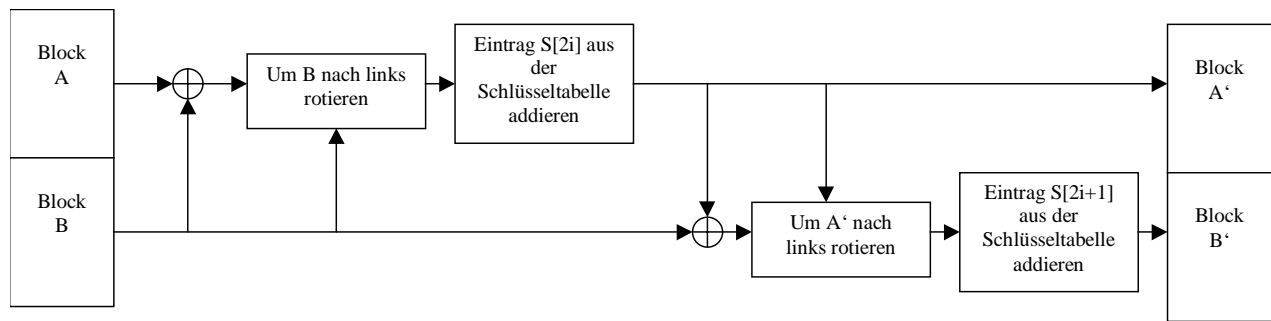 Block
A
Um B nach links
rotieren
Eintrag S[2i] aus
der
Schlüsseltabelle
addieren
Block
A‘
Block
B
Um A‘ nach
links rotieren
Eintrag S[2i+1]
aus der
Schlüsseltabelle
addieren
Block
B‘